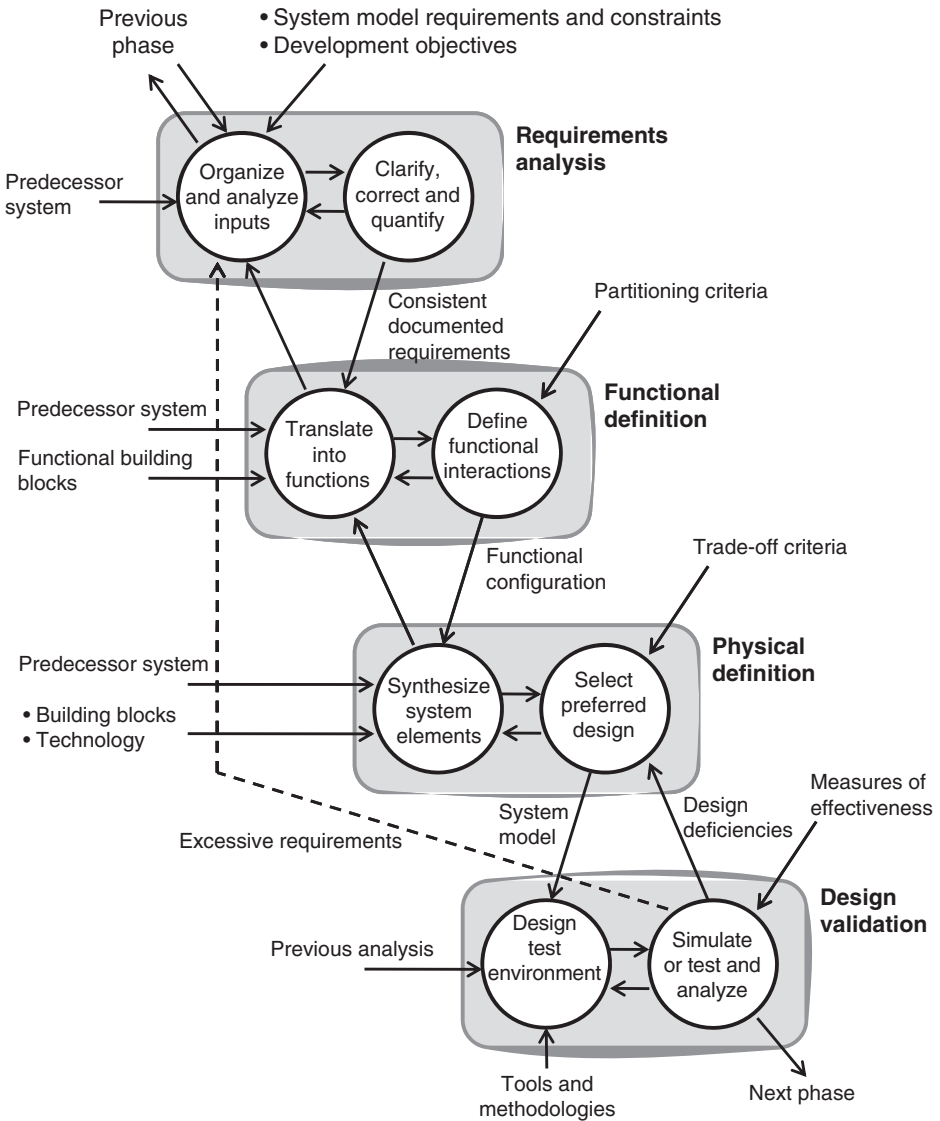 Previous
phase
• System model requirements and constraints
• Development objectives
Requirements
analysis
Organize
and analyze
inputs
Clarify,
correct and
quantify
Predecessor
system
Consistent
documented
requirements
Partitioning criteria
Functional
definition
Predecessor system
Functional building
blocks
Translate
into
functions
Define
functional
interactions
Functional
configuration
Trade-off criteria
Physical
definition
Predecessor system
• Building blocks
• Technology
Synthesize
system
elements
Select
preferred
design
System
model
Design
deficiencies
Measures of
effectiveness
Excessive requirements
Design
validation
Previous analysis
Design
test
environment
Simulate
or test and
analyze
Tools and
methodologies
Next phase